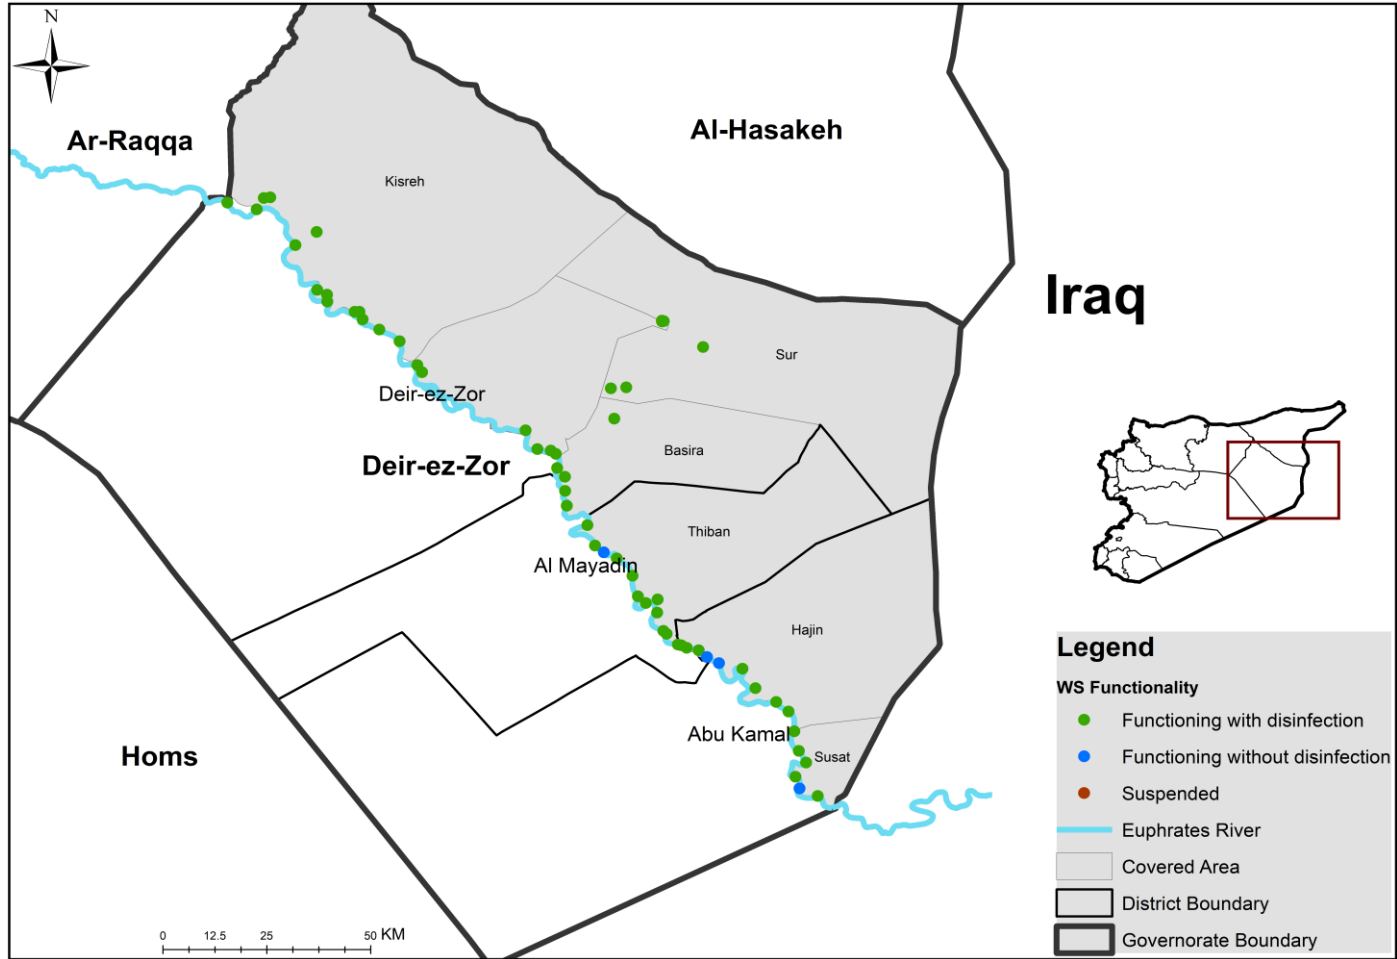 N
Ar-Raqqa
Al-Hasakeh
Kisreh
Iraq
Sur
Deir-ez-Zor
Basira
Deir-ez-Zor
Thiban
Al Mayadin
Hajin
Abu Kamal
Susat
Homs
0 12.5 25 50 KM
Legend
WS Functionality
Functioning with disinfection
Functioning without disinfection
Suspended
Euphrates River
Covered Area
District Boundary
Governorate Boundary